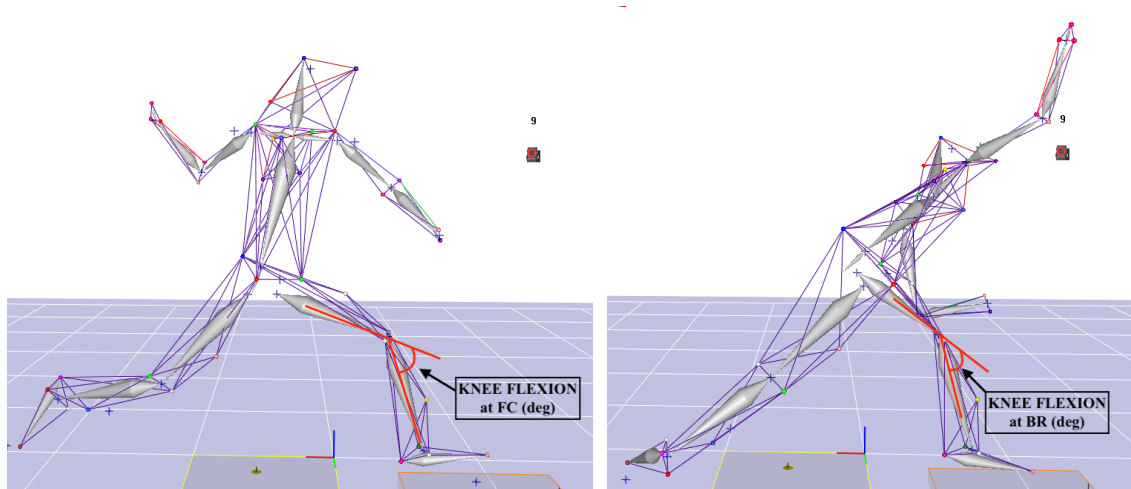 9
KNEE FLEXION
at FC (deg)
9
KNEE FLEXION
at BR (deg)